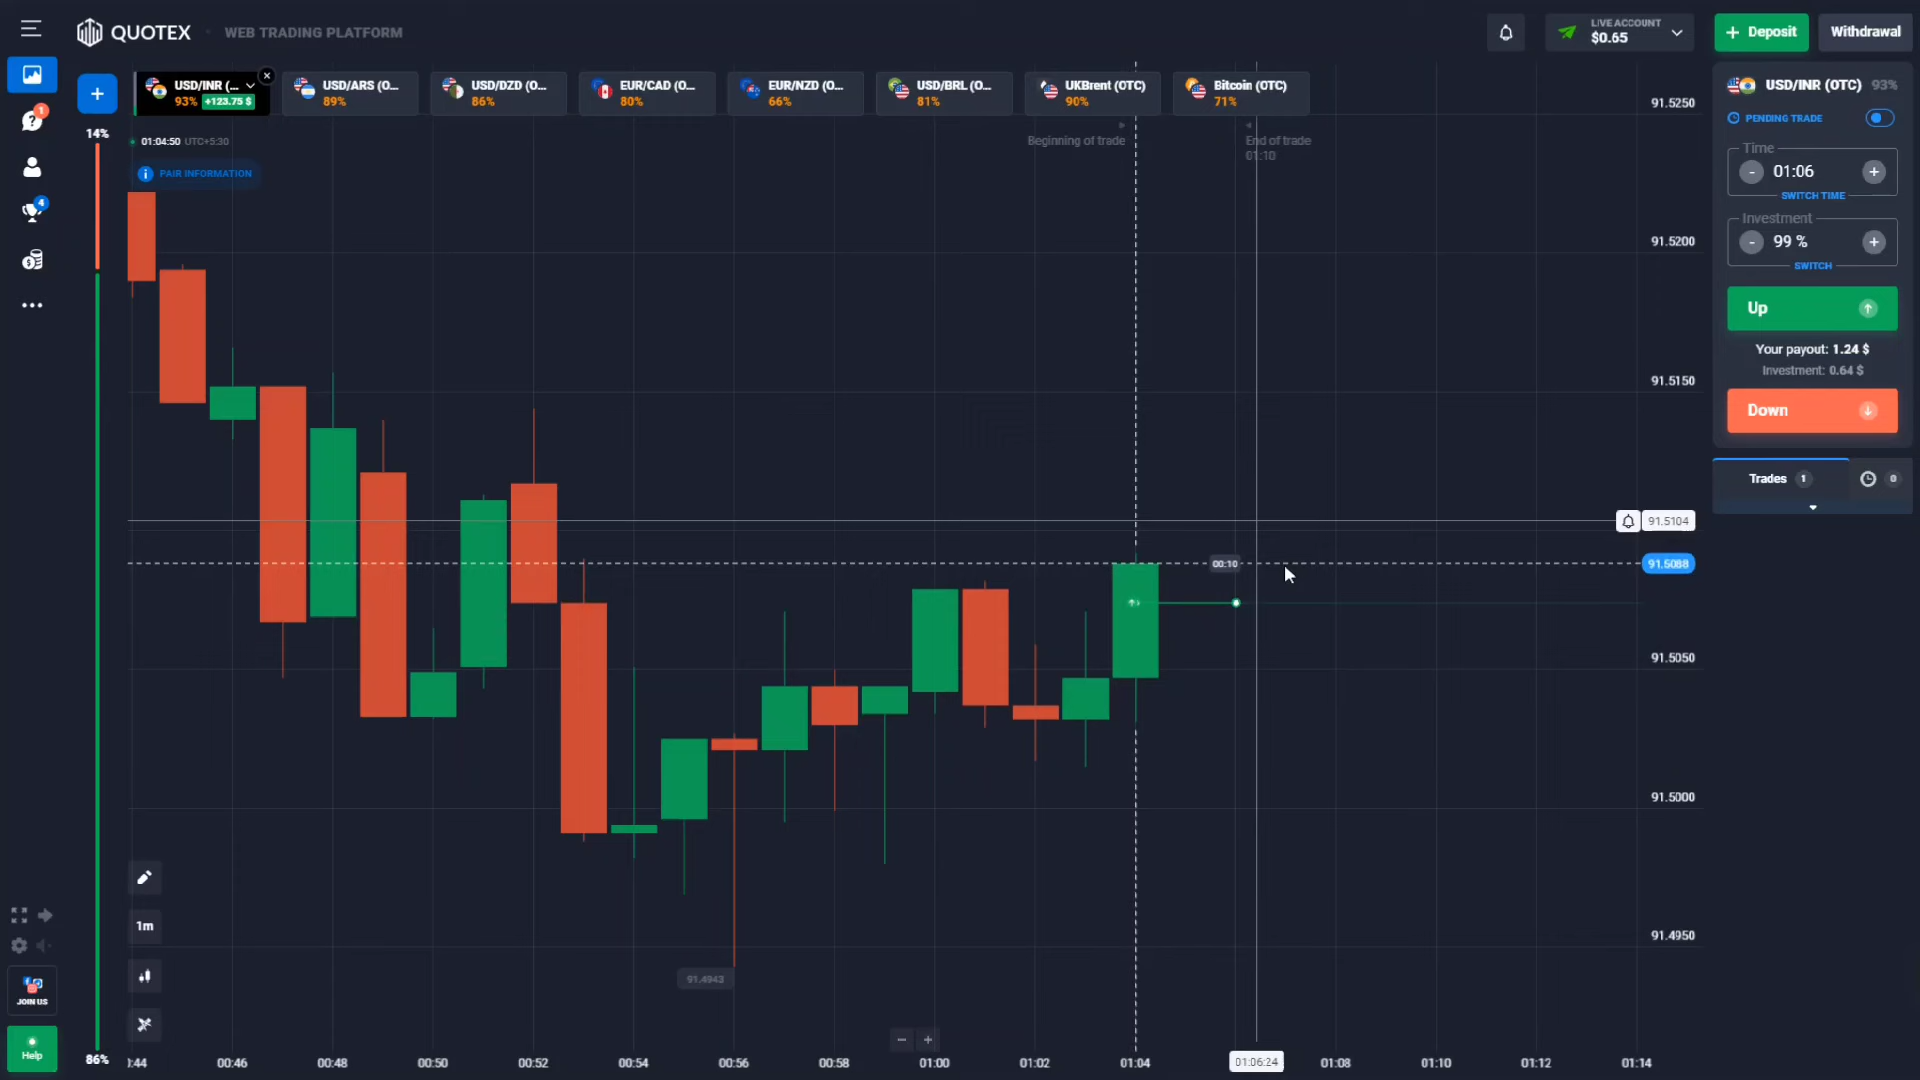 QUOTEX
WEB TRADING PLATFORM
LIVE ACCOUNT
$0.65
+ Deposit
Withdrawal
USD/INR (...
93% +123.75 $
USD/ARS (O...
89%
USD/DZD (O...
86%
EUR/CAD (O...
80%
EUR/NZD (O...
66%
USD/BRL (O...
81%
UKBrent (OTC)
90%
Bitcoin (OTC)
71%
1
4
14%
01:04:50 UTC+5:30
PAIR INFORMATION
Beginning of trade
End of trade
01:10
91.5250
91.5200
91.5150
91.5104
91.5088
91.5050
91.5000
91.4950
00:10
91.4943
1m
JOIN US
Help
86%
:44
00:46
00:48
00:50
00:52
00:54
00:56
00:58
01:00
01:02
01:04
01:06:24
01:08
01:10
01:12
01:14
USD/INR (OTC) 93%
PENDING TRADE
Time
- 01:06 +
SWITCH TIME
Investment
- 99 % +
SWITCH
Up
Your payout: 1.24 $
Investment: 0.64 $
Down
Trades 1
0